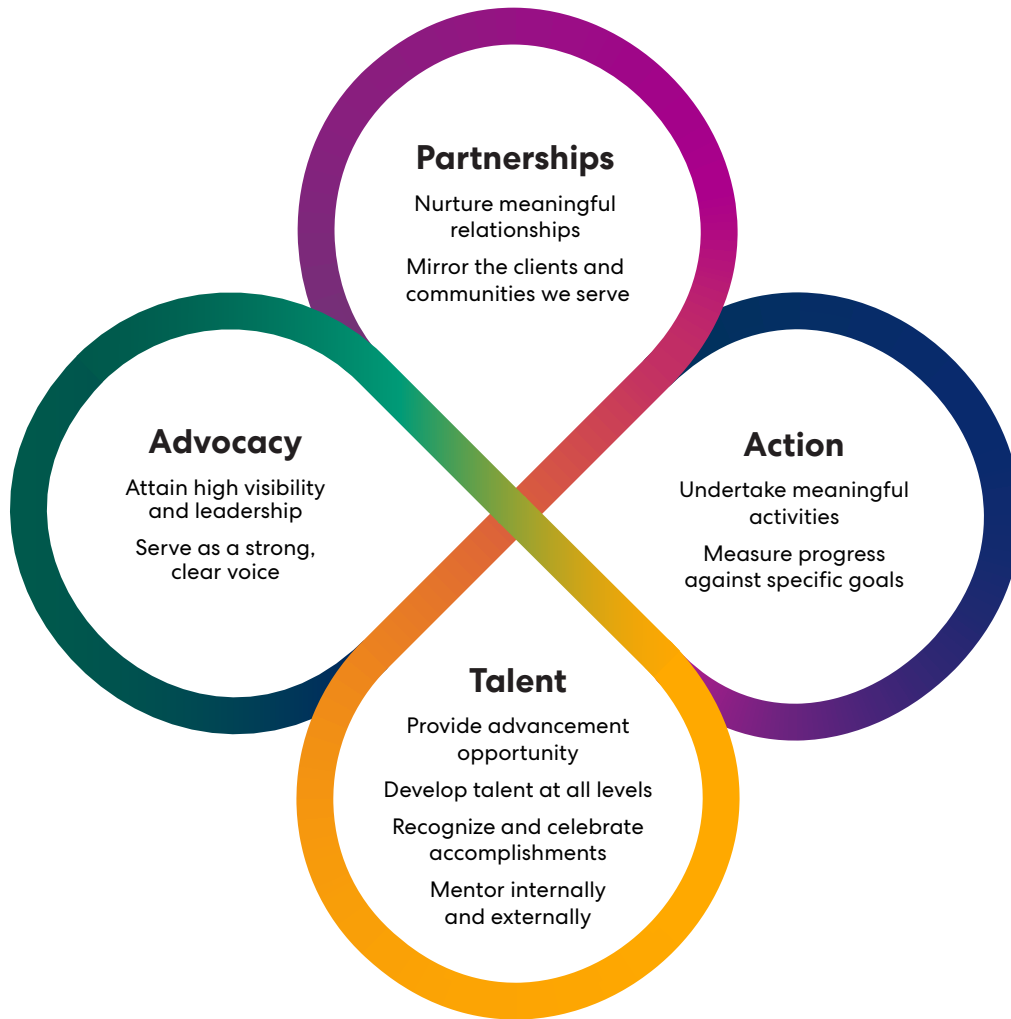 Partnerships
Nurture meaningful
relationships
Mirror the clients and
communities we serve
Advocacy
Attain high visibility
and leadership
Serve as a strong,
clear voice
Action
Undertake meaningful
activities
Measure progress
against specific goals
Talent
Provide advancement
opportunity
Develop talent at all levels
Recognize and celebrate
accomplishments
Mentor internally
and externally